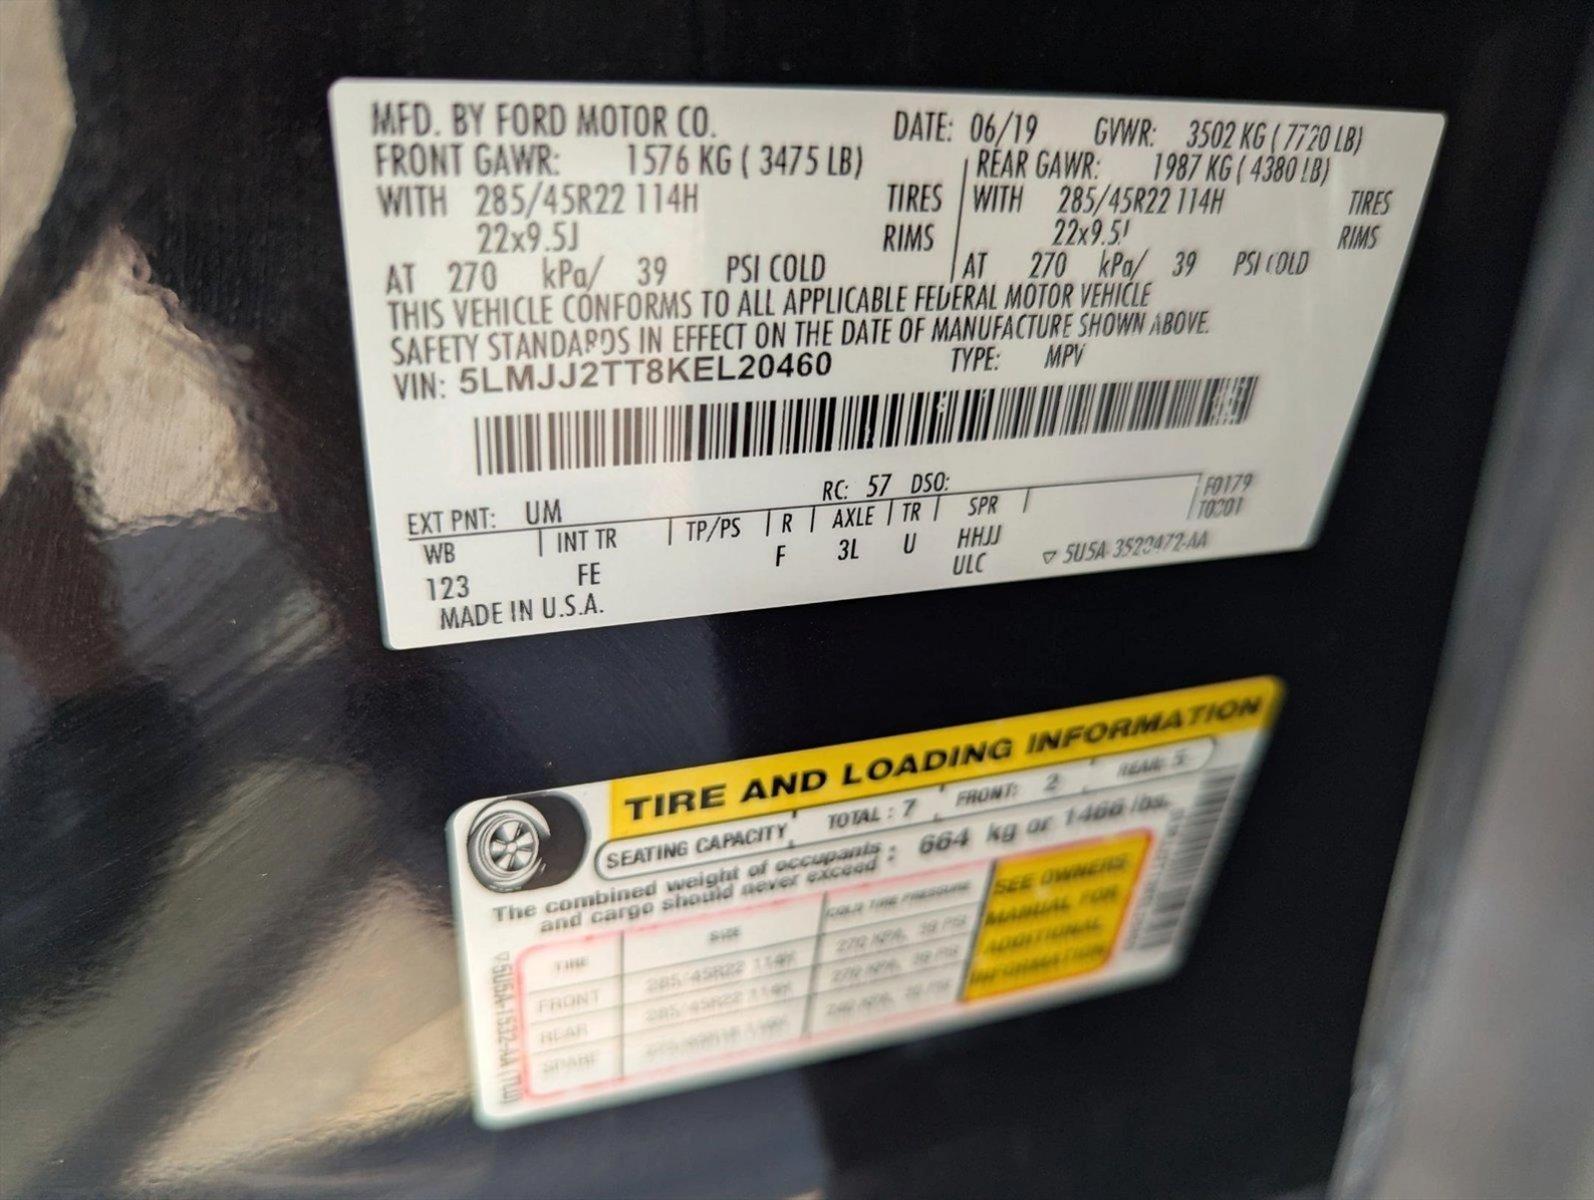 MFD. BY FORD MOTOR CO. DATE: 06/19 GVWR: 3502 KG ( 7720 LB)
FRONT GAWR: 1576 KG ( 3475 LB) REAR GAWR: 1987 KG ( 4380 LB)
WITH 285/45R22 114H TIRES WITH 285/45R22 114H TIRES
22x9.5J RIMS 22x9.5J RIMS
AT 270 kPa/ 39 PSI COLD AT 270 kPa/ 39 PSI COLD
THIS VEHICLE CONFORMS TO ALL APPLICABLE FEDERAL MOTOR VEHICLE
SAFETY STANDARDS IN EFFECT ON THE DATE OF MANUFACTURE SHOWN ABOVE.
VIN: 5LMJJ2TT8KEL20460 TYPE: MPV
EXT PNT: UM RC: 57 DSO: F0179
WB INT TR TP/PS R AXLE TR SPR T0201
123 FE F 3L U HHJJ
ULC
MADE IN U.S.A.
TIRE AND LOADING INFORMATION
SEATING CAPACITY TOTAL : 7 FRONT: 2 REAR: 5
The combined weight of occupants : 664 kg or 1466 lbs.
and cargo should never exceed
TIRE SIZE COLD TIRE PRESSURE
FRONT 285/45R22 114H 270 KPA, 39 PSI
REAR 285/45R22 114H 270 KPA, 39 PSI
SPARE
SEE OWNERS
MANUAL FOR
ADDITIONAL
INFORMATION